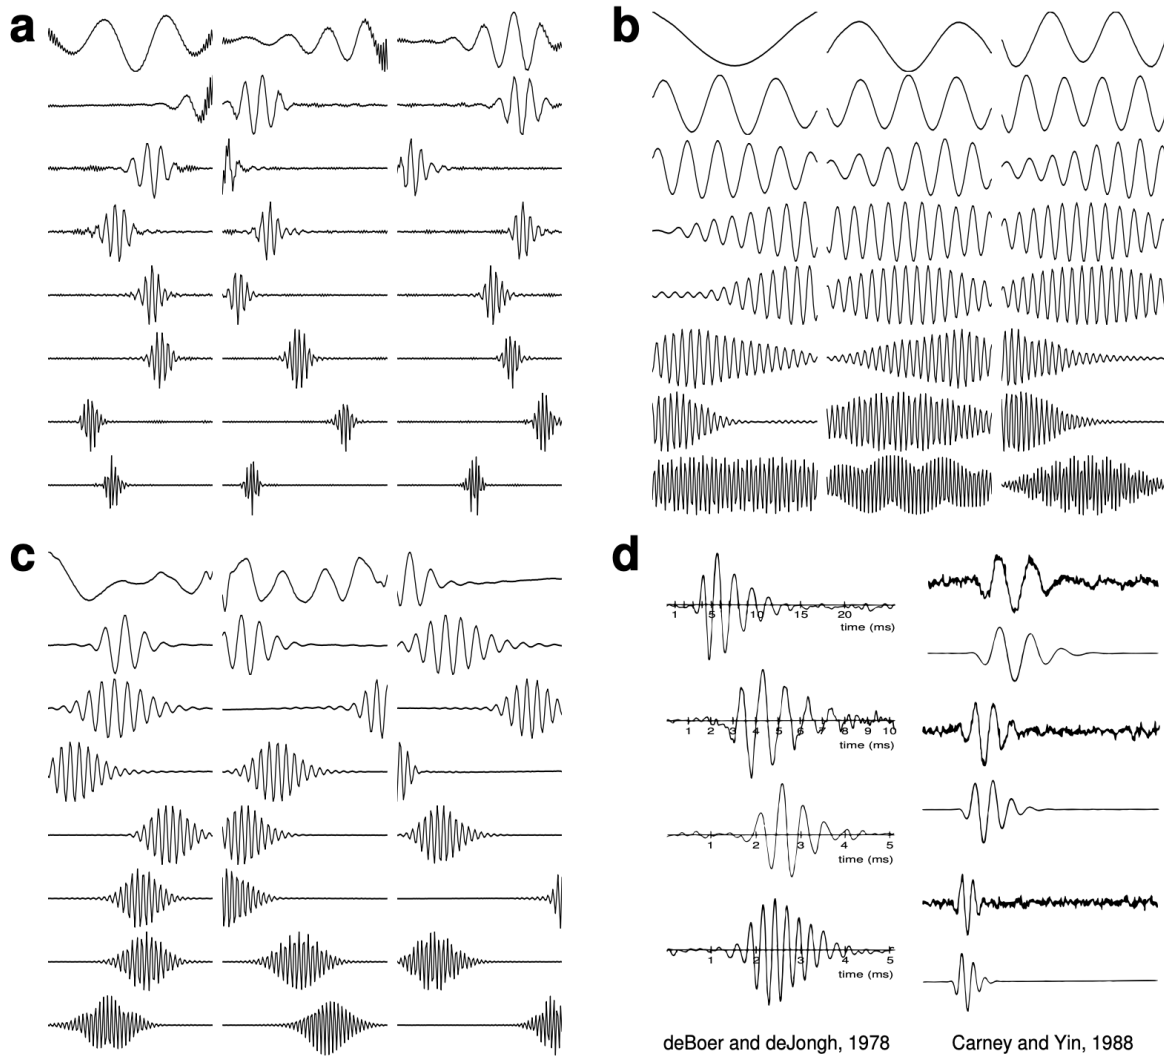 a
b
c
d
1 5 10 15 20
time (ms)
1 2 3 4 5 6 7 8 9 10
time (ms)
1 2 3 4 5
time (ms)
1 2 3 4 5
time (ms)
deBoer and deJongh, 1978
Carney and Yin, 1988